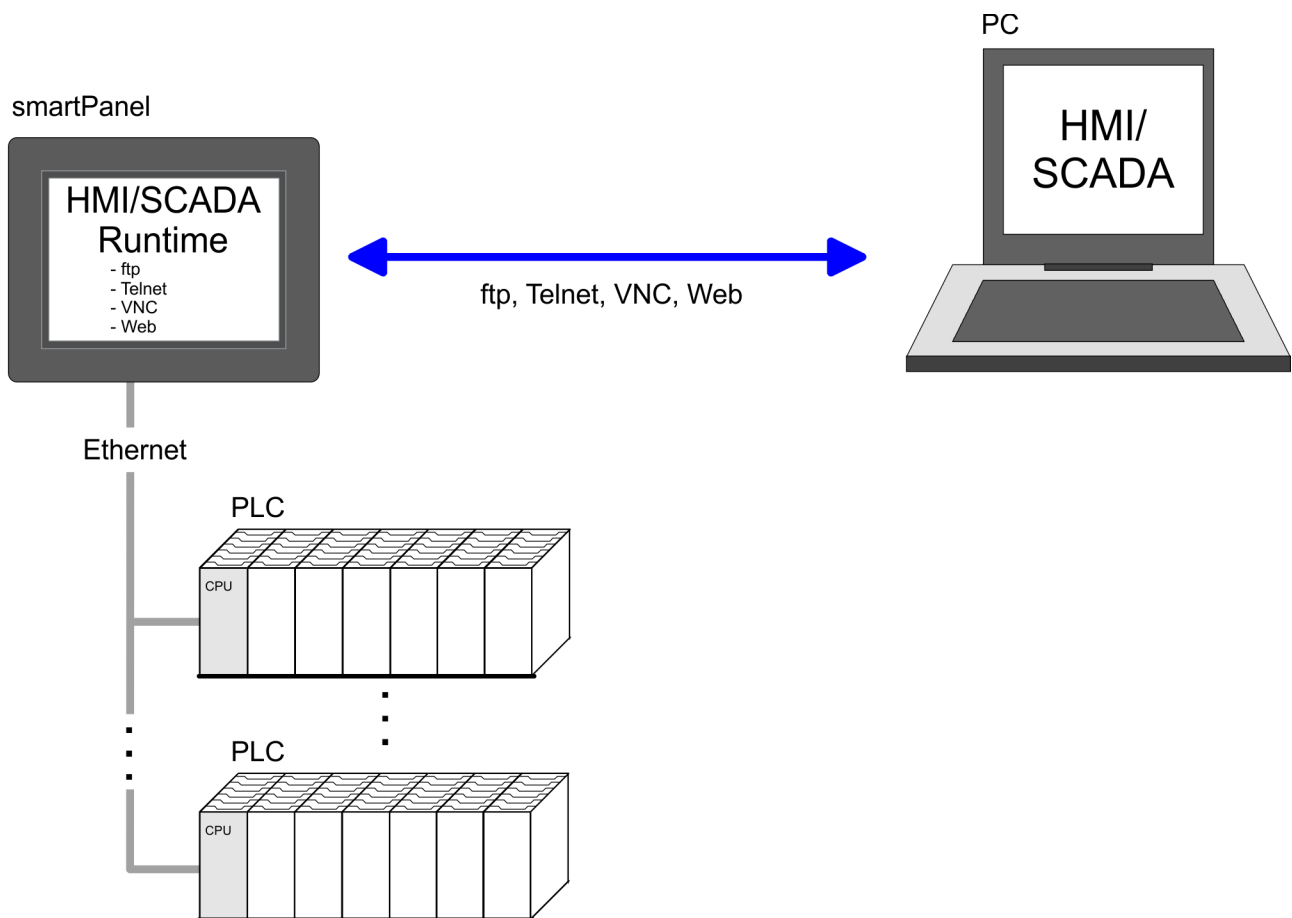 PC
smartPanel
HMI/SCADA
Runtime
- ftp
- Telnet
- VNC
- Web
HMI/
SCADA
ftp, Telnet, VNC, Web
Ethernet
PLC
CPU
PLC
CPU